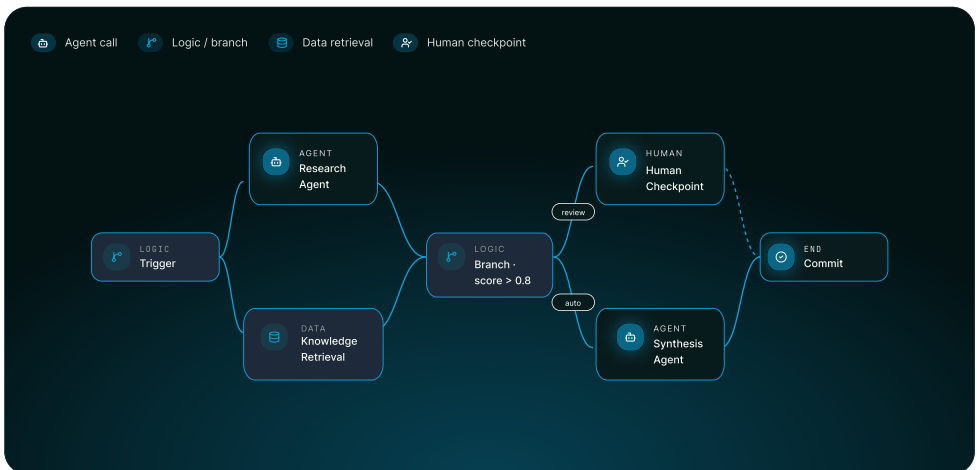 Agent call
Logic / branch
Data retrieval
Human checkpoint
AGENT
Research
Agent
HUMAN
Human
Checkpoint
review
LOGIC
Trigger
LOGIC
Branch ·
score > 0.8
END
Commit
auto
DATA
Knowledge
Retrieval
AGENT
Synthesis
Agent